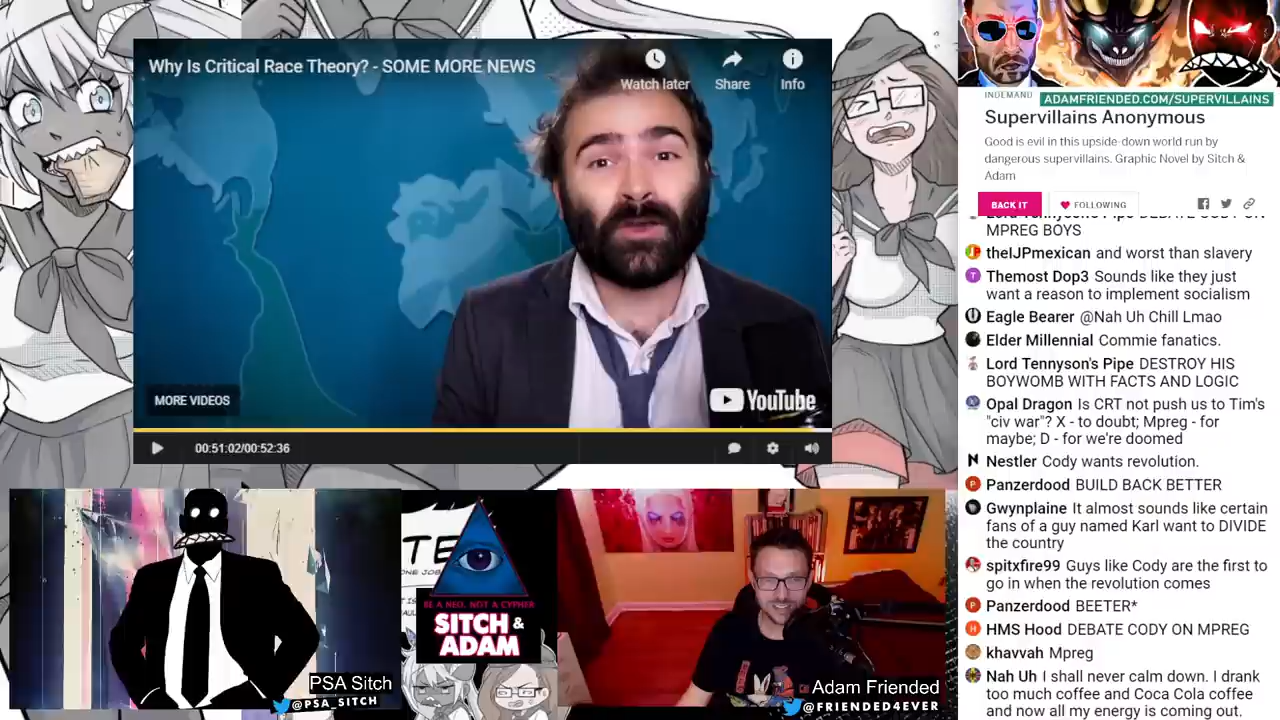 Why Is Critical Race Theory? - SOME MORE NEWS
Watch later
Share
Info
MORE VIDEOS
YouTube
00:51:02/00:52:36
BE A NEO, NOT A CYPHER
SITCH &
ADAM
PSA Sitch
@PSA_SITCH
Adam Friended
@FRIENDED4EVER
INDEMAND
ADAMFRIENDED.COM/SUPERVILLAINS
Supervillains Anonymous
Good is evil in this upside-down world run by
dangerous supervillains. Graphic Novel by Sitch &
Adam
BACK IT
FOLLOWING
Lord Tennyson's Pipe DEBATE CODY ON
MPREG BOYS
theIJPmexican and worst than slavery
Themost Dop3 Sounds like they just
want a reason to implement socialism
Eagle Bearer @Nah Uh Chill Lmao
Elder Millennial Commie fanatics.
Lord Tennyson's Pipe DESTROY HIS
BOYWOMB WITH FACTS AND LOGIC
Opal Dragon Is CRT not push us to Tim's
"civ war"? X - to doubt; Mpreg - for
maybe; D - for we're doomed
Nestler Cody wants revolution.
Panzerdood BUILD BACK BETTER
Gwynplaine It almost sounds like certain
fans of a guy named Karl want to DIVIDE
the country
spitxfire99 Guys like Cody are the first to
go in when the revolution comes
Panzerdood BEETER*
HMS Hood DEBATE CODY ON MPREG
khavvah Mpreg
Nah Uh I shall never calm down. I drank
too much coffee and Coca Cola coffee
and now all my energy is coming out.